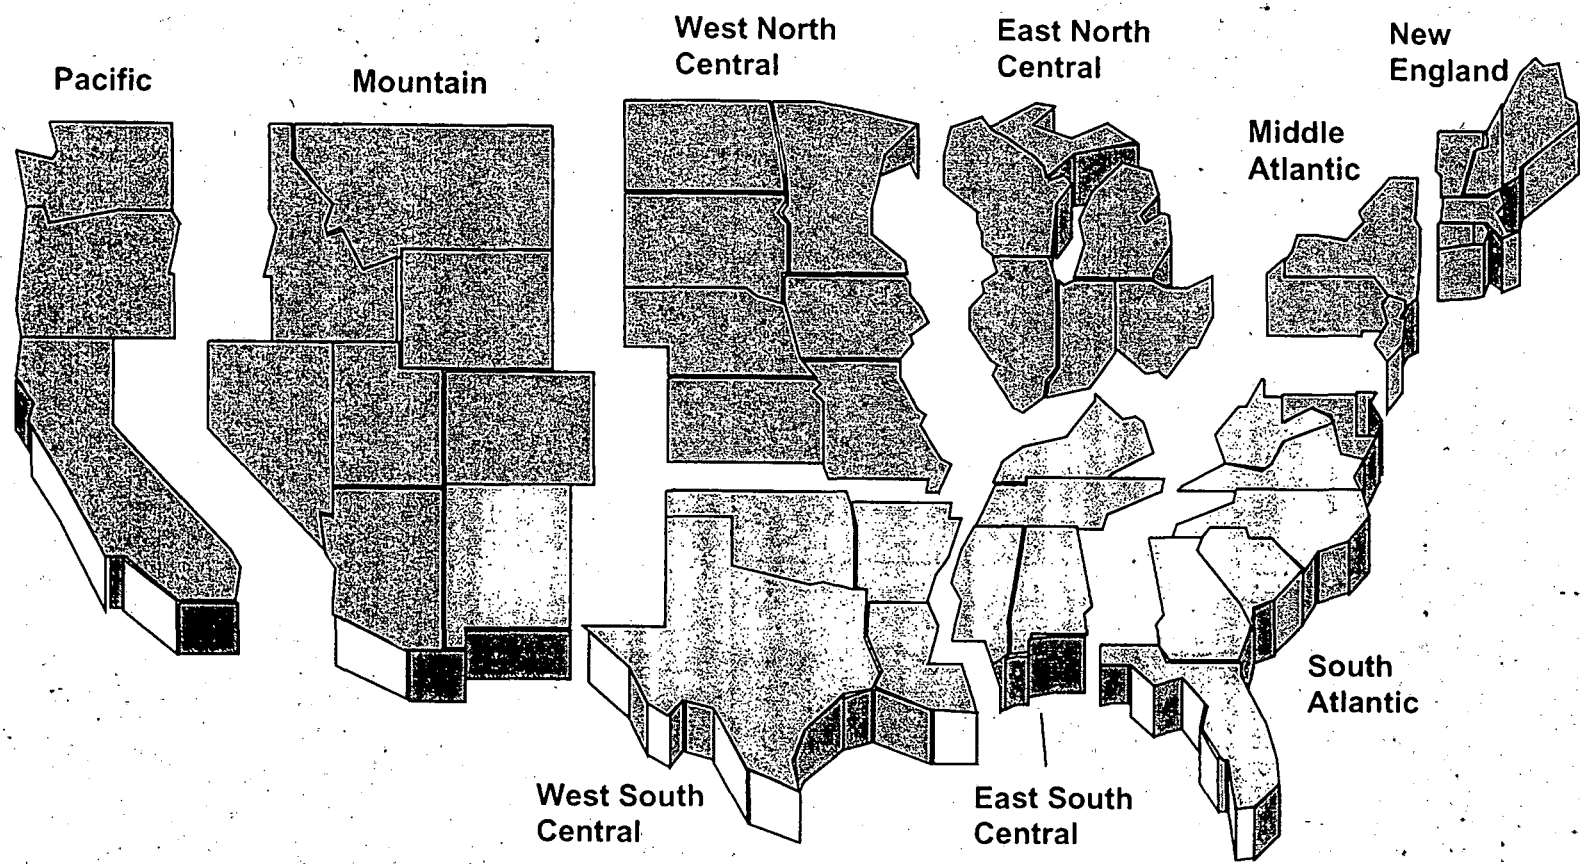 Pacific
Mountain
West North
Central
East North
Central
New
England
Middle
Atlantic
South
Atlantic
West South
Central
East South
Central